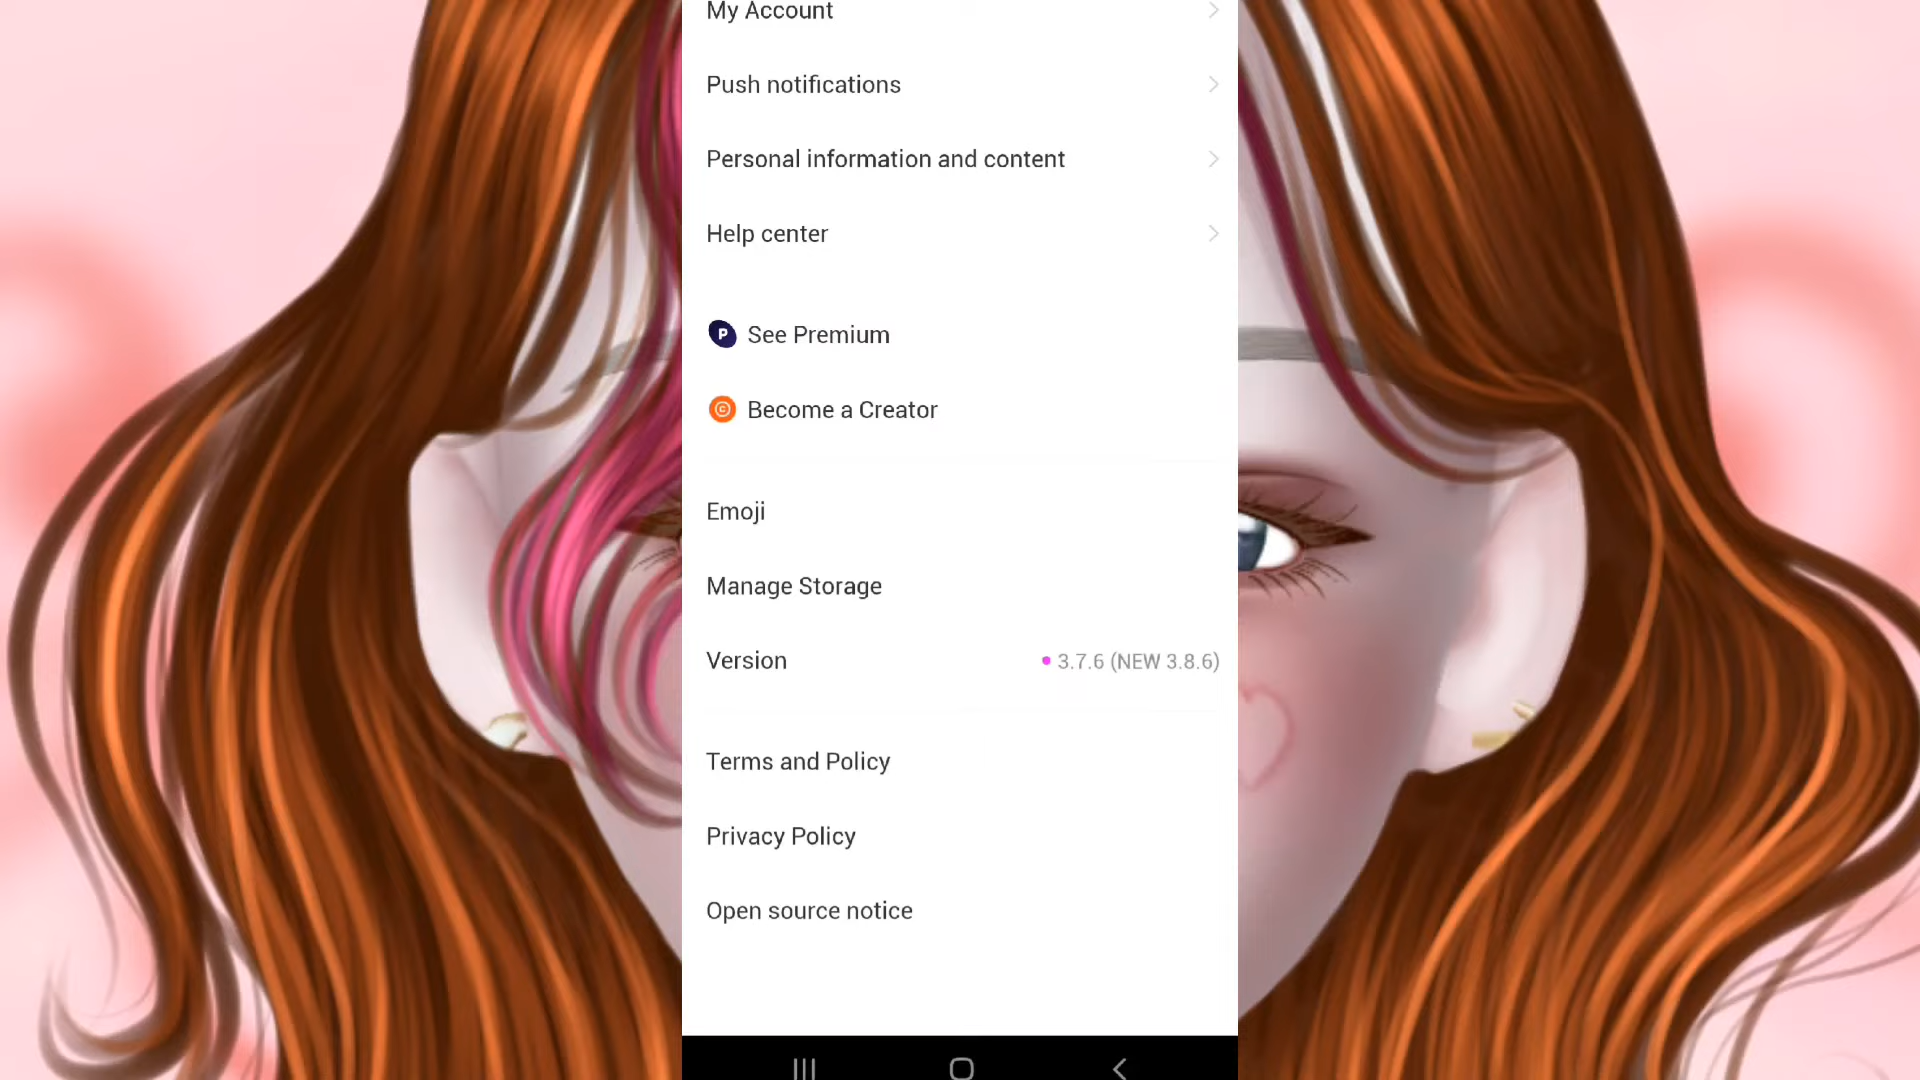 My Account
Push notifications
Personal information and content
Help center
P See Premium
© Become a Creator
Emoji
Manage Storage
Version 3.7.6 (NEW 3.8.6)
Terms and Policy
Privacy Policy
Open source notice